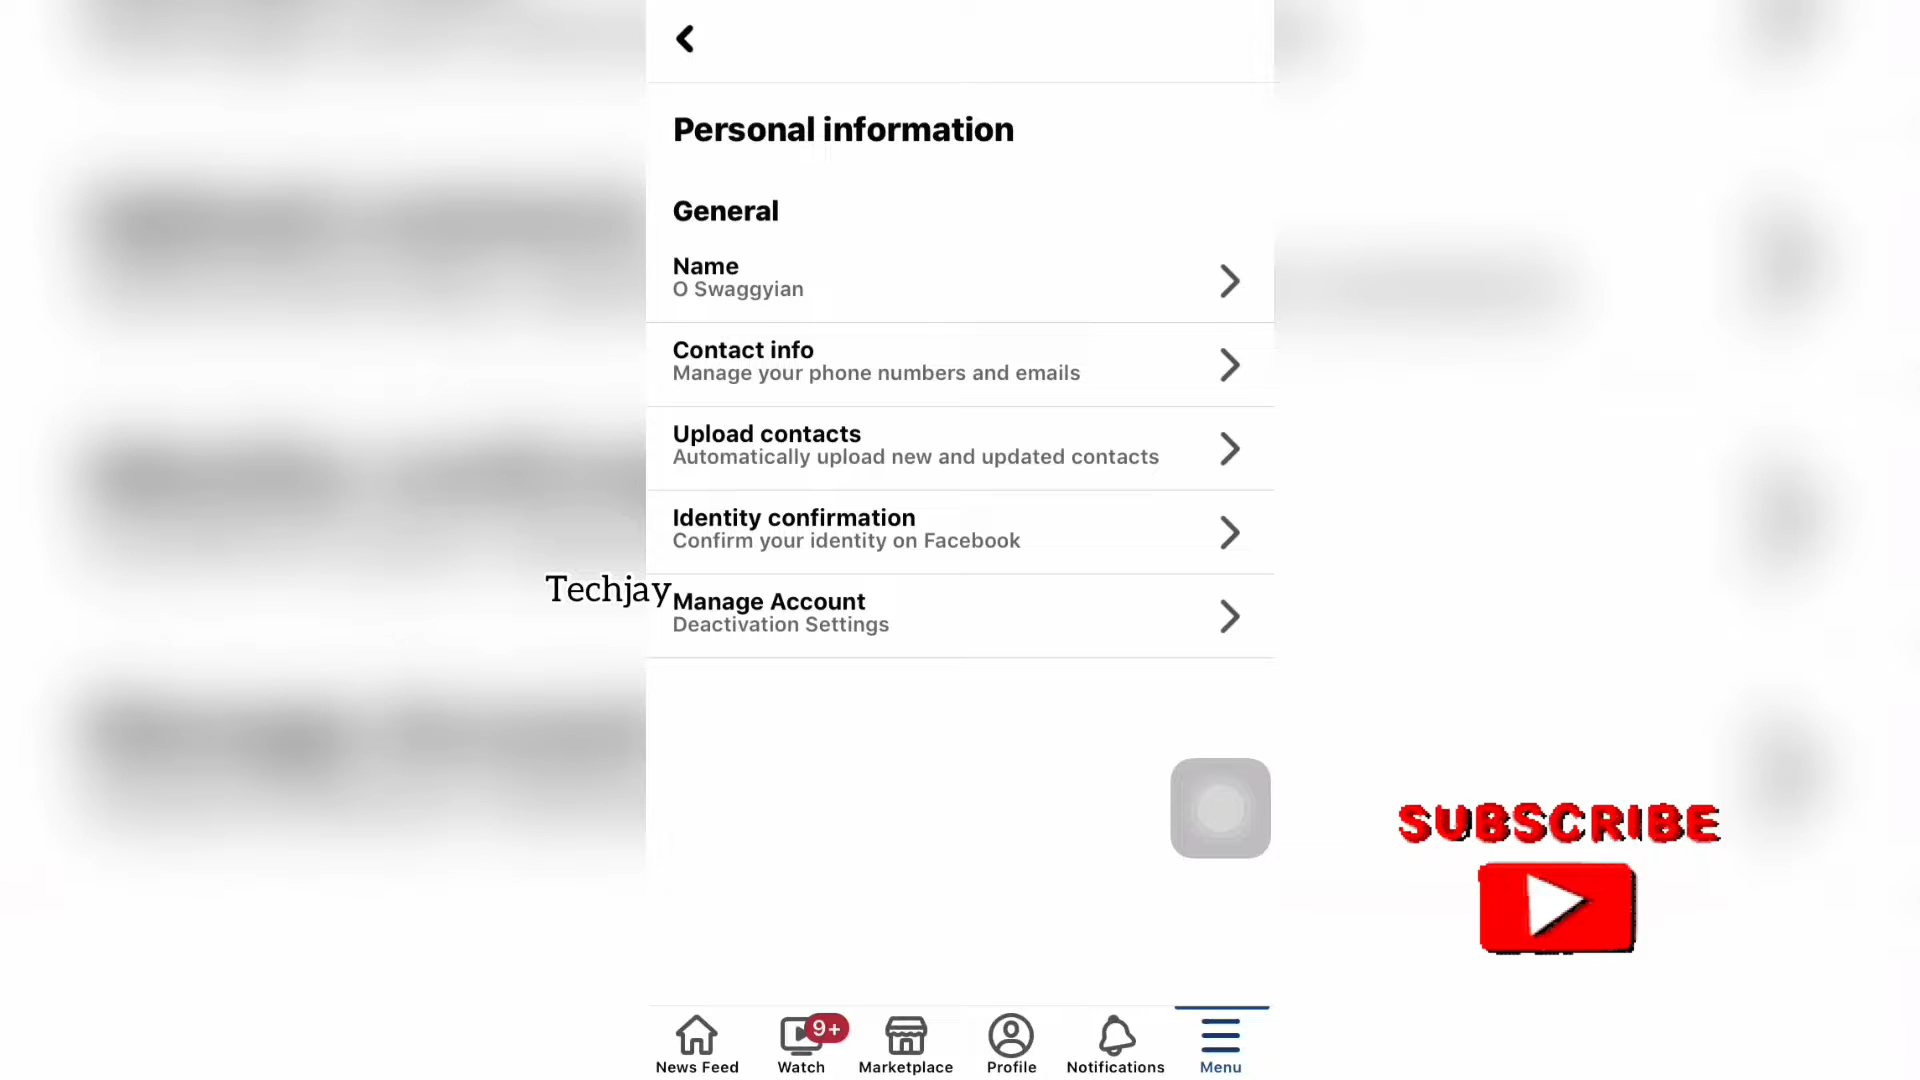 Personal information
General
Name
O Swaggyian
Contact info
Manage your phone numbers and emails
Upload contacts
Automatically upload new and updated contacts
Identity confirmation
Confirm your identity on Facebook
Techjay
Manage Account
Deactivation Settings
SUBSCRIBE
9+
News Feed
Watch
Marketplace
Profile
Notifications
Menu